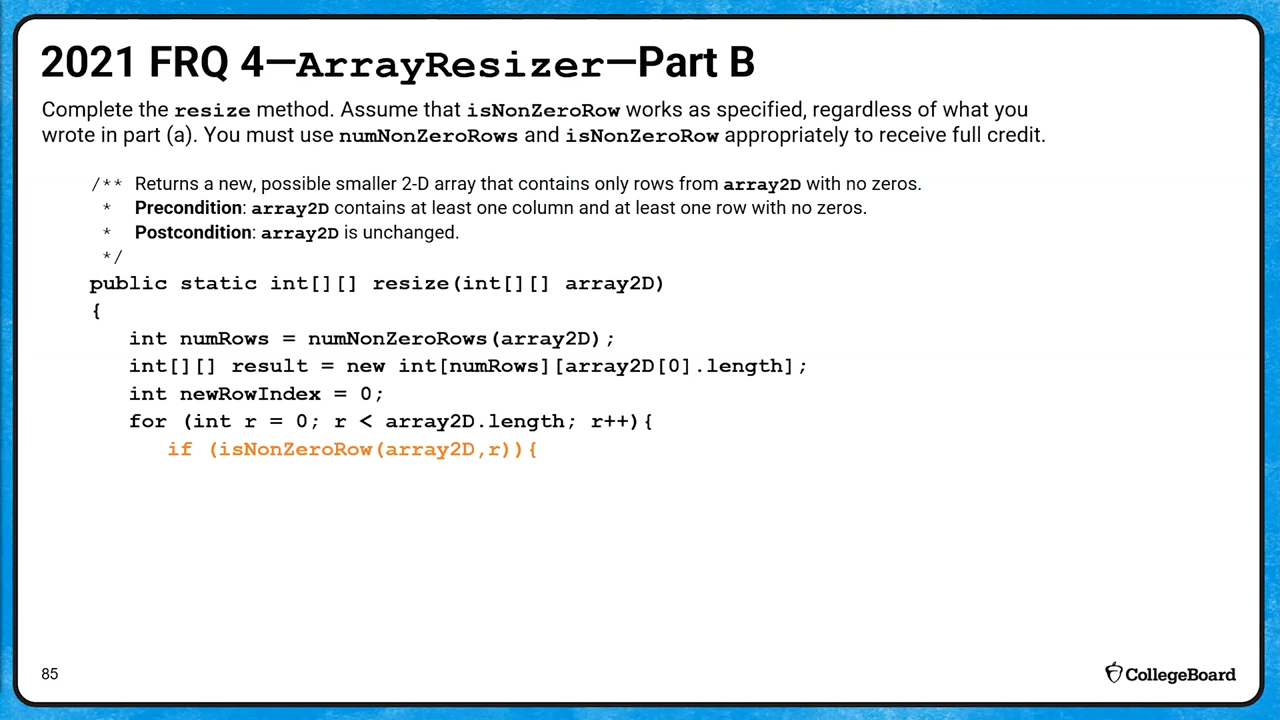 2021 FRQ 4—ArrayResizer—Part B
Complete the resize method. Assume that isNonZeroRow works as specified, regardless of what you
wrote in part (a). You must use numNonZeroRows and isNonZeroRow appropriately to receive full credit.
/** Returns a new, possible smaller 2-D array that contains only rows from array2D with no zeros.
* Precondition: array2D contains at least one column and at least one row with no zeros.
* Postcondition: array2D is unchanged.
*/
public static int[][] resize(int[][] array2D)
{
int numRows = numNonZeroRows(array2D);
int[][] result = new int[numRows][array2D[0].length];
int newRowIndex = 0;
for (int r = 0; r < array2D.length; r++){
if (isNonZeroRow(array2D,r)){
85
CollegeBoard